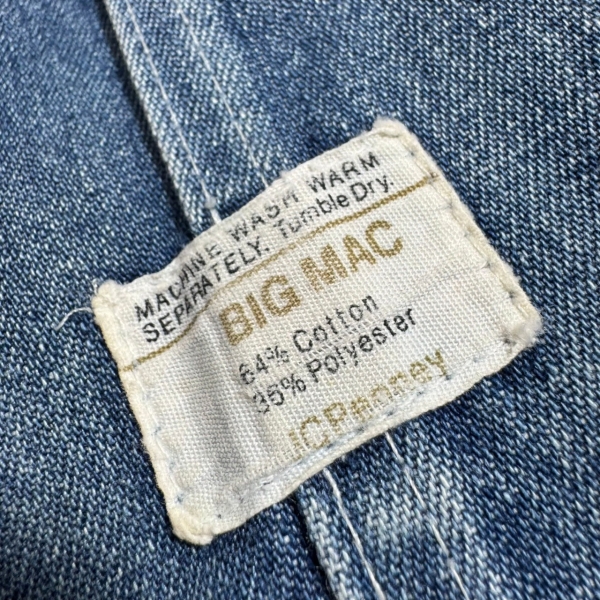 MACHINE WASH WARM
SEPARATELY. Tumble Dry.
BIG MAC
64% Cotton
35% Polyester
JCPenney